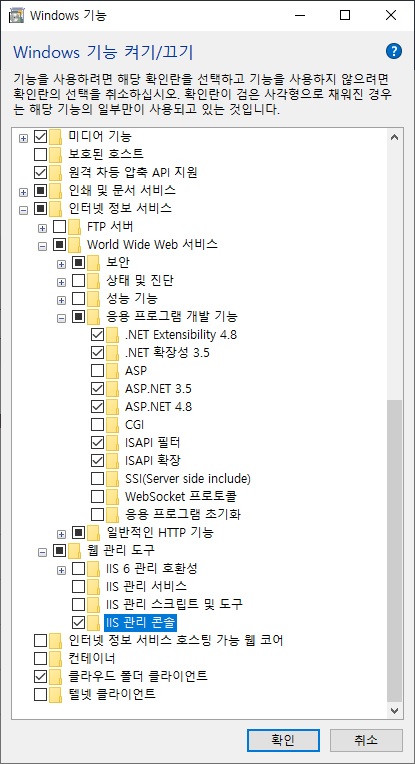 Windows 기능
Windows 기능 켜기/끄기
기능을 사용하려면 해당 확인란을 선택하고 기능을 사용하지 않으려면
확인란의 선택을 취소하십시오. 확인란이 검은 사각형으로 채워진 경우
는 해당 기능의 일부만이 사용되고 있는 것입니다.
미디어 기능
보호된 호스트
원격 차등 압축 API 지원
인쇄 및 문서 서비스
인터넷 정보 서비스
FTP 서버
World Wide Web 서비스
보안
상태 및 진단
성능 기능
응용 프로그램 개발 기능
.NET Extensibility 4.8
.NET 확장성 3.5
ASP
ASP.NET 3.5
ASP.NET 4.8
CGI
ISAPI 필터
ISAPI 확장
SSI(Server side include)
WebSocket 프로토콜
응용 프로그램 초기화
일반적인 HTTP 기능
웹 관리 도구
IIS 6 관리 호환성
IIS 관리 서비스
IIS 관리 스크립트 및 도구
IIS 관리 콘솔
인터넷 정보 서비스 호스팅 가능 웹 코어
컨테이너
클라우드 폴더 클라이언트
텔넷 클라이언트
확인
취소